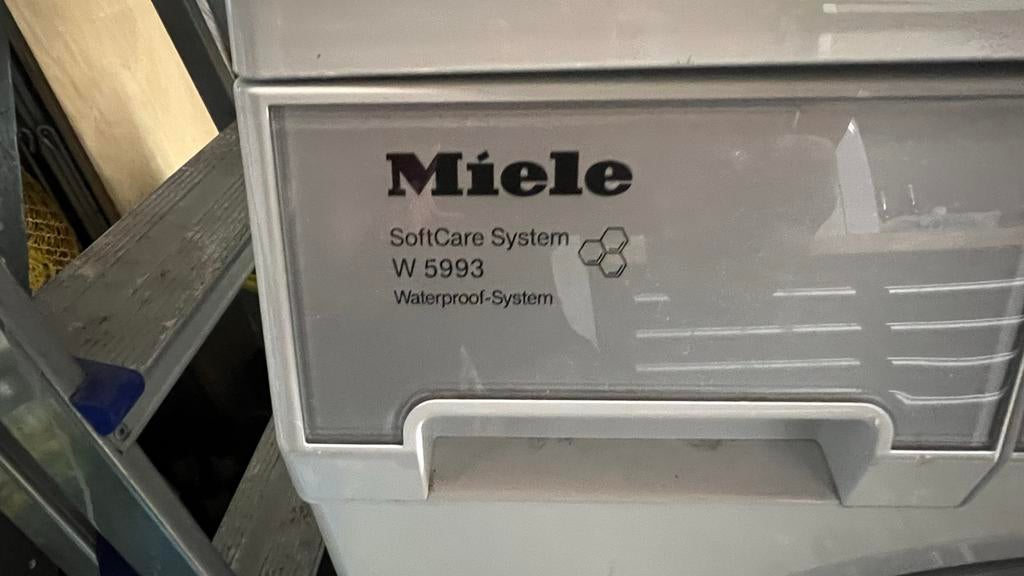 Miele
SoftCare System
W 5993
Waterproof-System